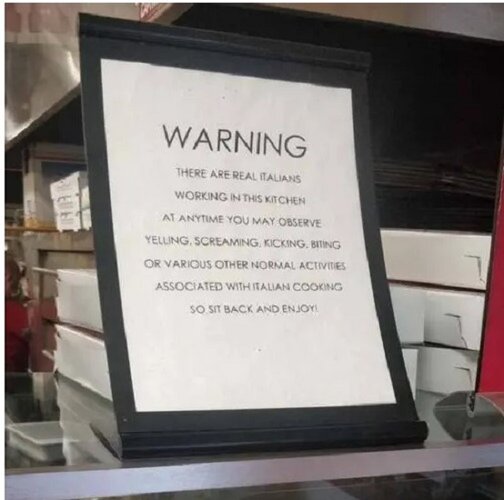 WARNING
THERE ARE REAL ITALIANS
WORKING IN THIS KITCHEN
AT ANYTIME YOU MAY OBSERVE
YELLING, SCREAMING, KICKING, BITING
OR VARIOUS OTHER NORMAL ACTIVITIES
ASSOCIATED WITH ITALIAN COOKING
SO SIT BACK AND ENJOY!